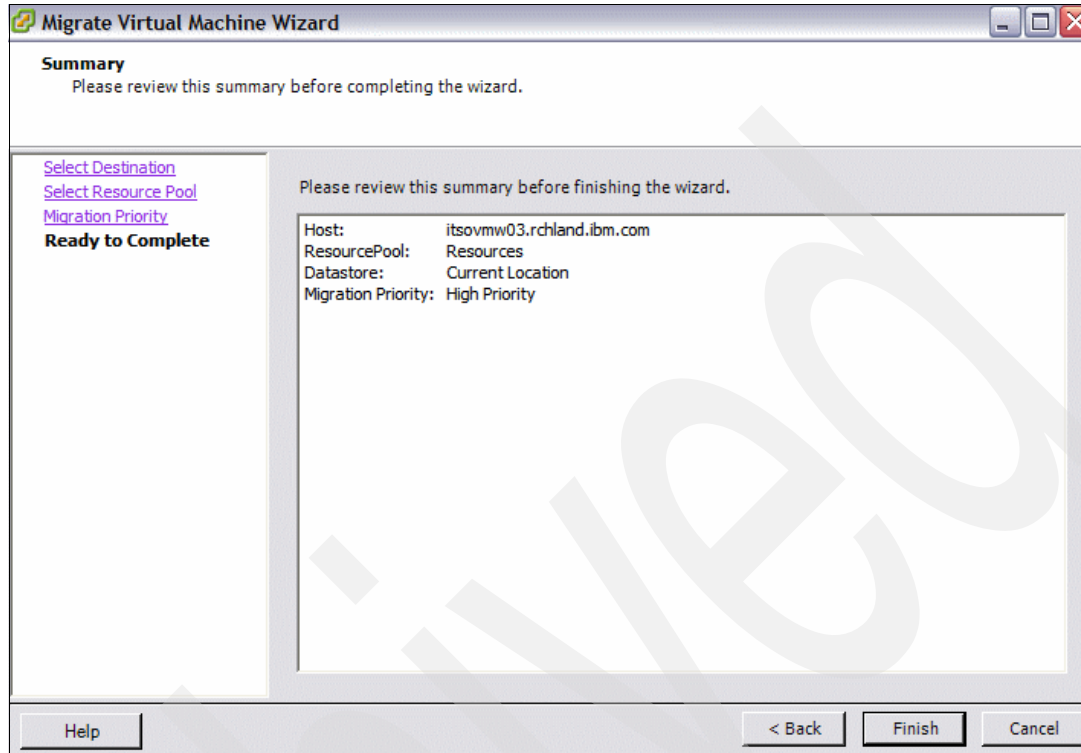 Migrate Virtual Machine Wizard
Summary
Please review this summary before completing the wizard.
Select Destination
Select Resource Pool
Migration Priority
Ready to Complete
Please review this summary before finishing the wizard.
Host: itsovmw03.rchland.ibm.com
ResourcePool: Resources
Datastore: Current Location
Migration Priority: High Priority
Help
< Back
Finish
Cancel